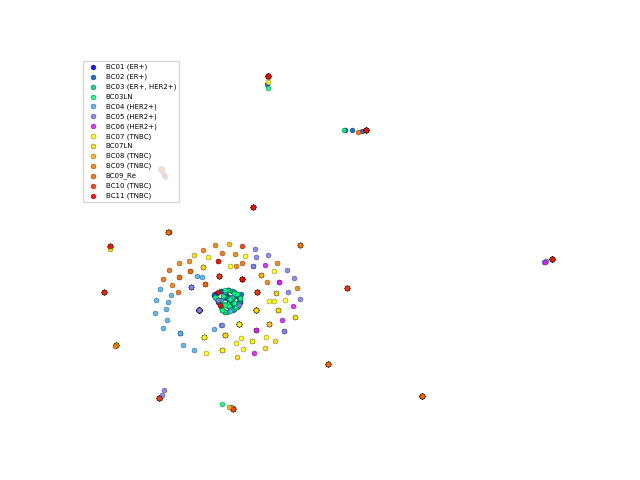 BC01 (ER+)
BC02 (ER+)
BC03 (ER+, HER2+)
BC03LN
BC04 (HER2+)
BC05 (HER2+)
BC06 (HER2+)
BC07 (TNBC)
BC07LN
BC08 (TNBC)
BC09 (TNBC)
BC09_Re
BC10 (TNBC)
BC11 (TNBC)